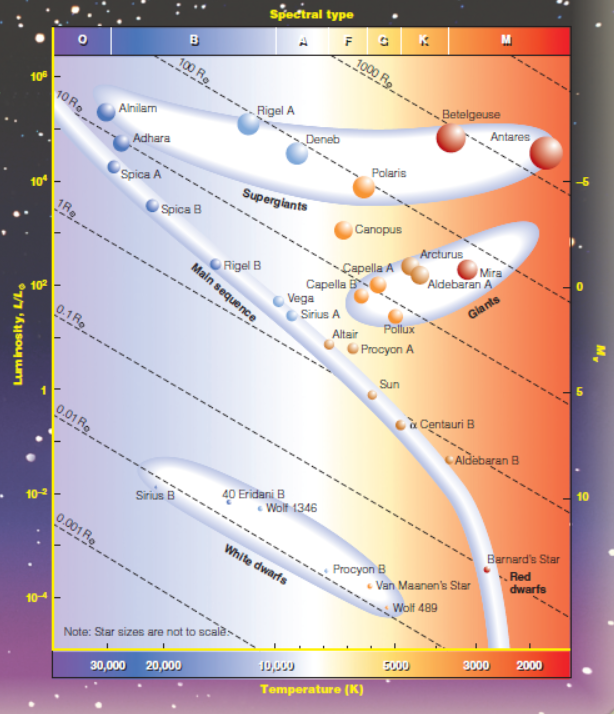 Spectral type
O B A F G K M
10⁶
100 R⊙
1000 R⊙
10 R⊙
Alnilam
Rigel A
Betelgeuse
Adhara
Deneb
Antares
Spica A
Polaris
10⁴
-5
Supergiants
1R⊙
Spica B
Canopus
Arcturus
Rigel B
Capella A
Mira
10²
Capella B
Aldebaran A
0
Main sequence
Vega
Giants
Sirius A
0.1R⊙
Pollux
Altair
Procyon A
Luminosity, L/L⊙
Mᵥ
Sun
1
5
0.01R⊙
α Centauri B
Aldebaran B
40 Eridani B
10⁻²
Sirius B
10
Wolf 1346
0.001R⊙
White dwarfs
Barnard's Star
Procyon B
Red
dwarfs
Van Maanen's Star
10⁻⁴
Wolf 489
Note: Star sizes are not to scale.
30,000 20,000 10,000 5000 3000 2000
Temperature (K)